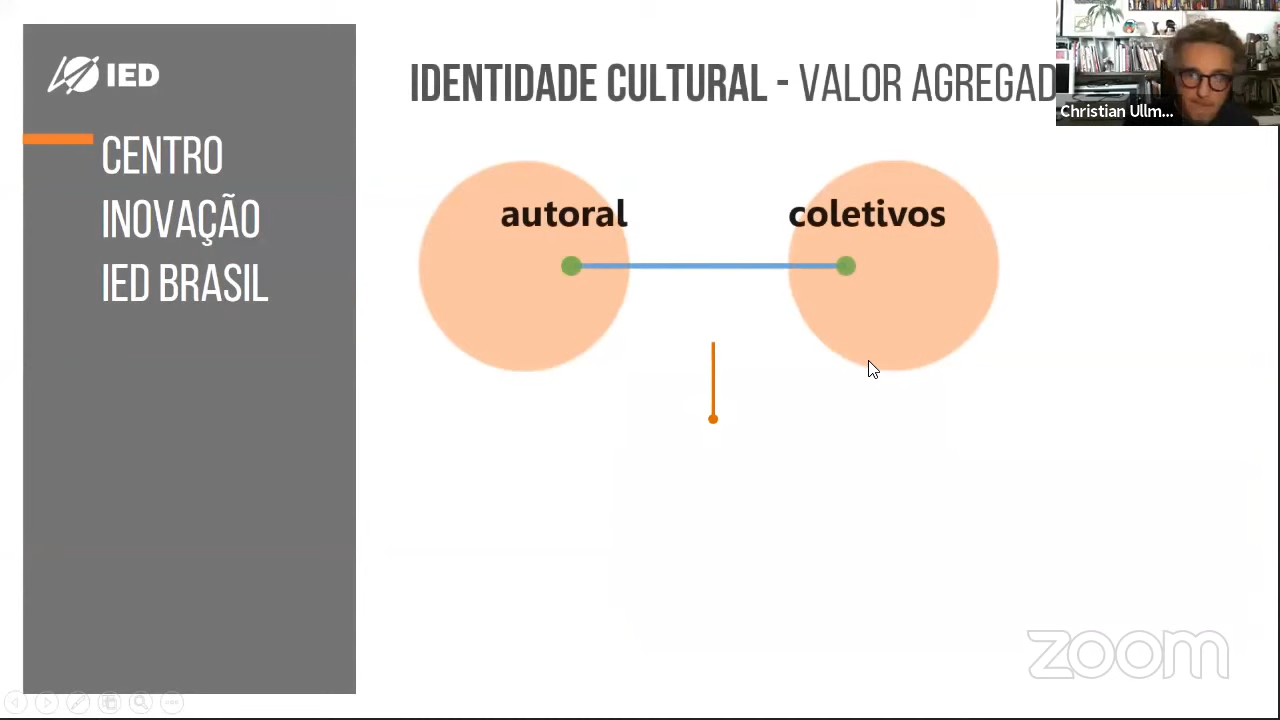 IED
CENTRO
INOVAÇÃO
IED BRASIL
IDENTIDADE CULTURAL - VALOR AGREGAD
Christian Ullm...
autoral
coletivos
zoom